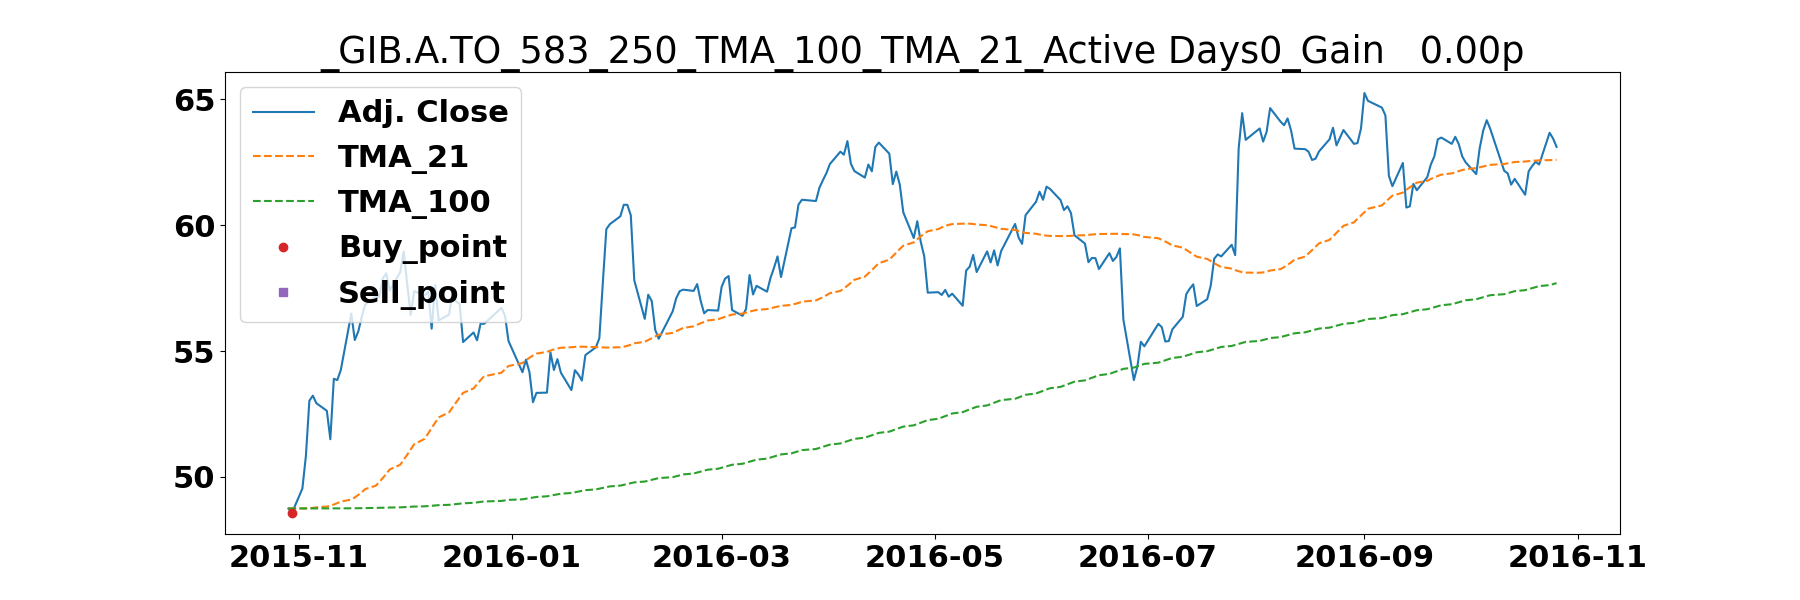 _GIB.A.TO_583_250_TMA_100_TMA_21_Active Days0_Gain   0.00p
65
60
55
50
Adj. Close
TMA_21
TMA_100
Buy_point
Sell_point
2015-11
2016-01
2016-03
2016-05
2016-07
2016-09
2016-11